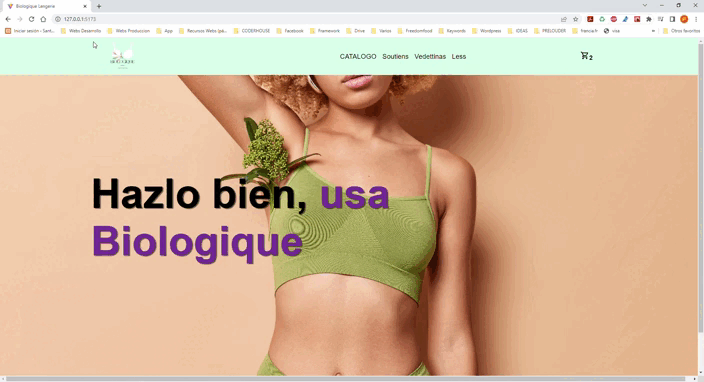 Biologique Lengerie
127.0.0.1:5173
Iniciar sesión - Sant... Webs Desarrollo Webs Produccion App Recursos Webs (pá... CODERHOUSE Facebook Framework Drive Varios Freedomfood Keywords Wordpress IDEAS PRELOUDER francia.fr visa » Otros favoritos
CATALOGO Soutiens Vedettinas Less 2
Hazlo bien, usa
Biologique